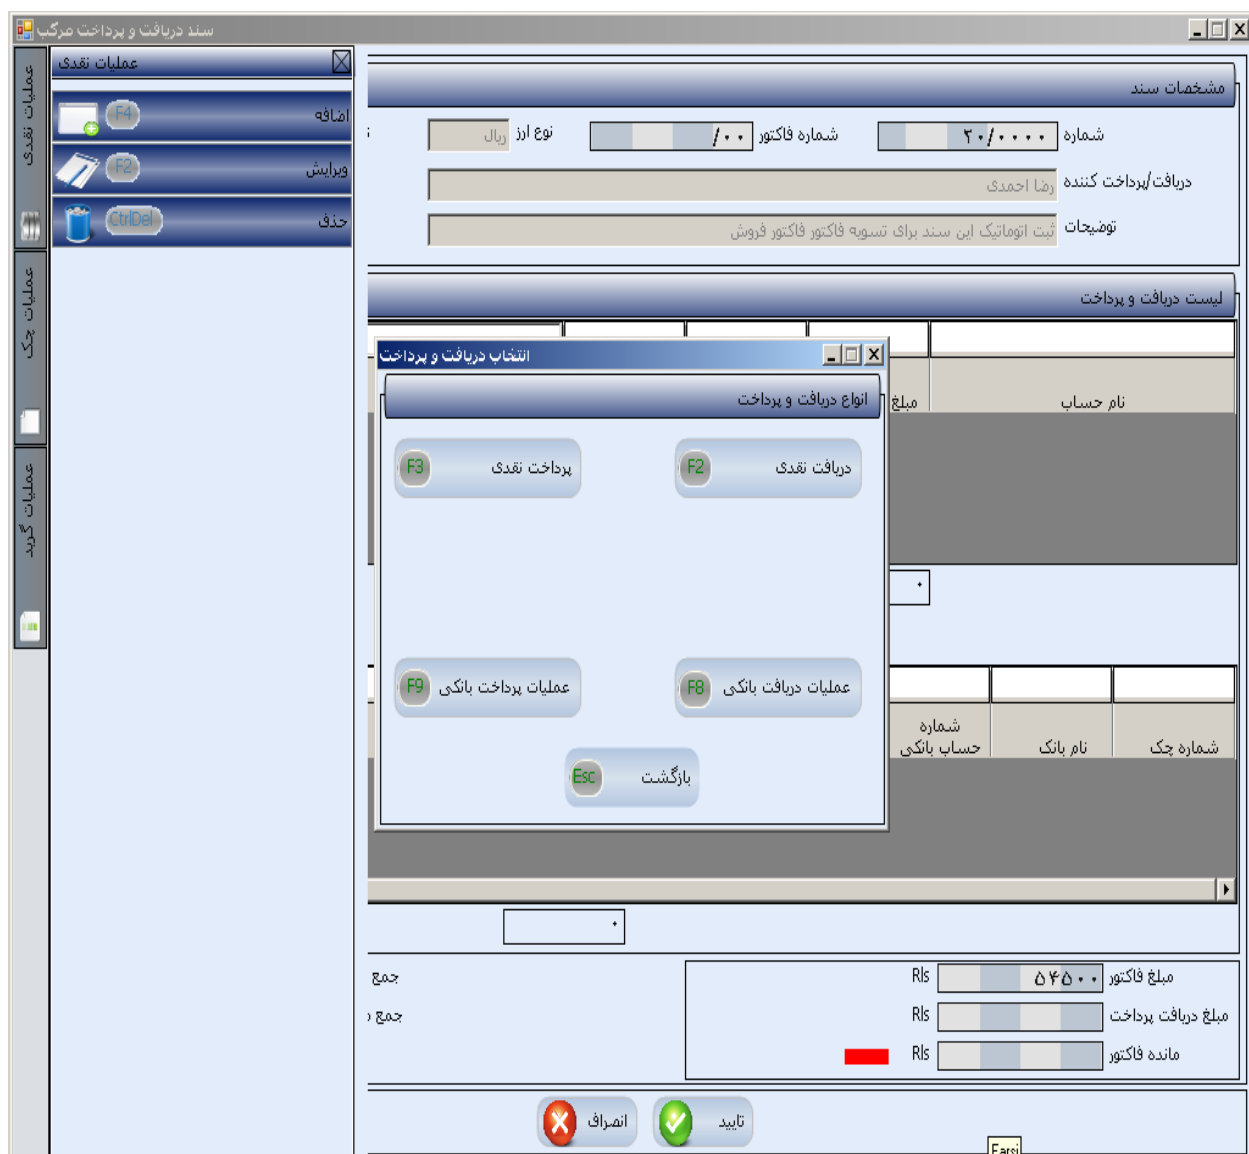 سند دریافت و پرداخت مرکب
عملیات نقدی
عملیات چک
عملیات گرید
عملیات نقدی
اضافه F4
ویرایش F2
حذف CtrlDel
مشخصات سند
شماره ۲۰/۰۰۰۰ شماره فاکتور /۰۰ نوع ارز ریال
دریافت/پرداخت کننده رضا احمدی
توضیحات ثبت اتوماتیک این سند برای تسویه فاکتور فاکتور فروش
لیست دریافت و پرداخت
نام حساب مبلغ
انتخاب دریافت و پرداخت
انواع دریافت و پرداخت
دریافت نقدی F2 پرداخت نقدی F3
عملیات دریافت بانکی F8 عملیات پرداخت بانکی F9
بازگشت Esc
۰
شماره چک نام بانک شماره حساب بانکی
۰
مبلغ فاکتور ۵۴۵۰۰ Rls جمع
مبلغ دریافت پرداخت Rls جمع
مانده فاکتور Rls
تایید انصراف
Farsi